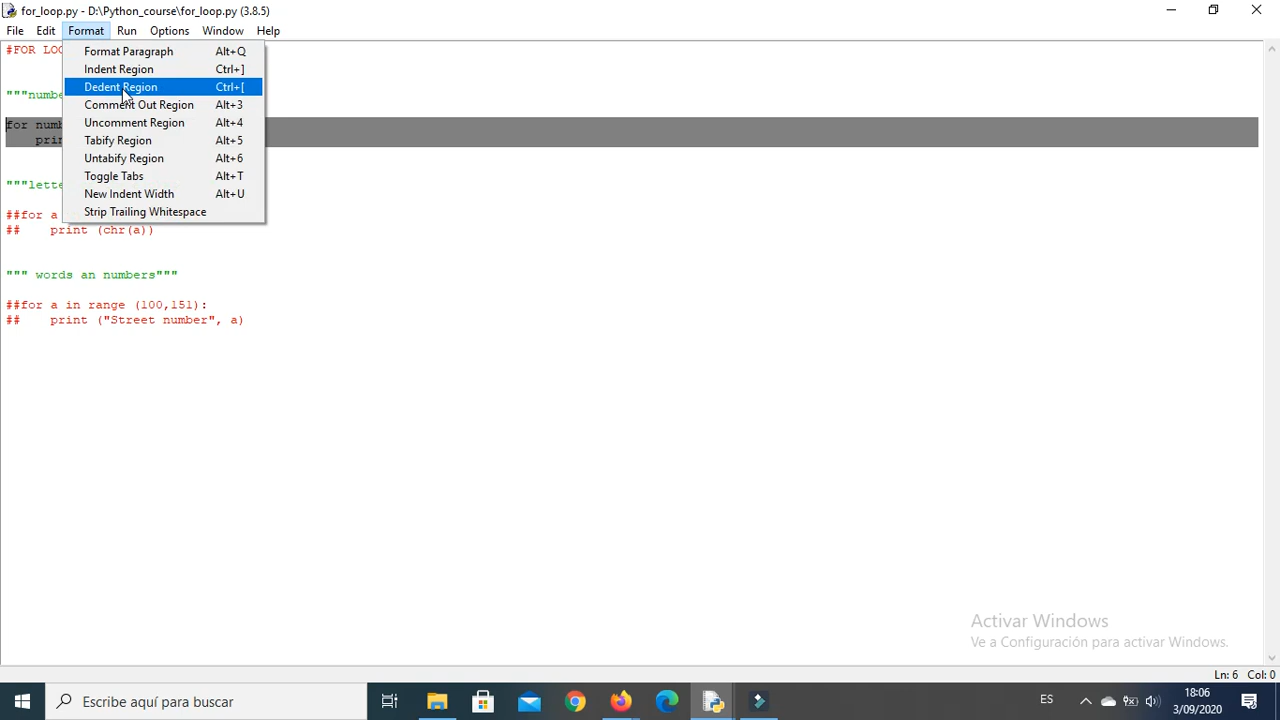 for_loop.py - D:\Python_course\for_loop.py (3.8.5)
File Edit Format Run Options Window Help
#FOR LOO
Format Paragraph Alt+Q
Indent Region Ctrl+]
Dedent Region Ctrl+[
Comment Out Region Alt+3
Uncomment Region Alt+4
Tabify Region Alt+5
Untabify Region Alt+6
Toggle Tabs Alt+T
New Indent Width Alt+U
Strip Trailing Whitespace
"""numbe
for numb
prin
"""lette
##for a
## print (chr(a))
""" words an numbers"""
##for a in range (100,151):
## print ("Street number", a)
Activar Windows
Ve a Configuración para activar Windows.
Ln: 6 Col: 0
Escribe aquí para buscar
ES
18:06
3/09/2020